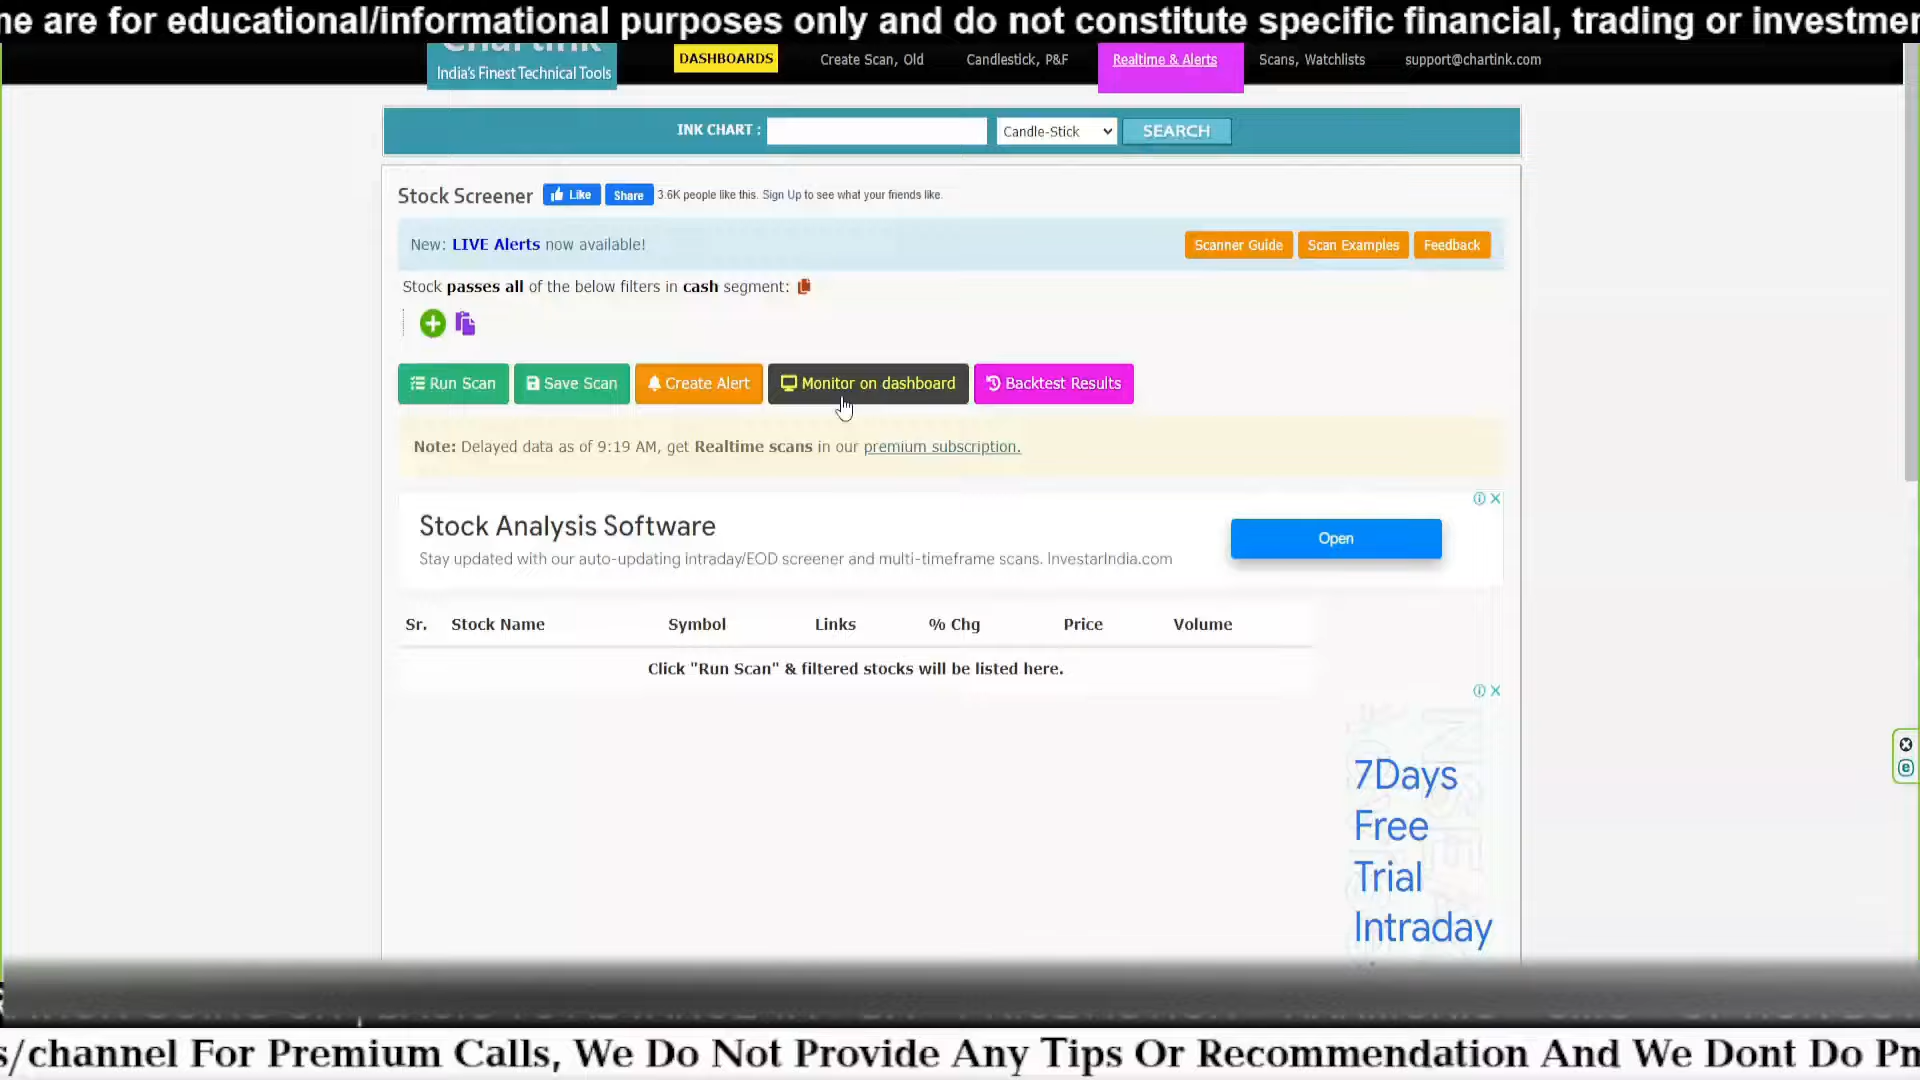 ne are for educational/informational purposes only and do not constitute specific financial, trading or investmen
Chartink
India's Finest Technical Tools
DASHBOARDS
Create Scan, Old
Candlestick, P&F
Realtime & Alerts
Scans, Watchlists
support@chartink.com
INK CHART :
Candle-Stick
SEARCH
Stock Screener
Like
Share
3.6K people like this. Sign Up to see what your friends like.
New: LIVE Alerts now available!
Scanner Guide
Scan Examples
Feedback
Stock passes all of the below filters in cash segment:
Run Scan
Save Scan
Create Alert
Monitor on dashboard
Backtest Results
Note: Delayed data as of 9:19 AM, get Realtime scans in our premium subscription.
Stock Analysis Software
Stay updated with our auto-updating intraday/EOD screener and multi-timeframe scans. InvestarIndia.com
Open
Sr. Stock Name Symbol Links % Chg Price Volume
Click "Run Scan" & filtered stocks will be listed here.
7Days
Free
Trial
Intraday
s/channel For Premium Calls, We Do Not Provide Any Tips Or Recommendation And We Dont Do Pm